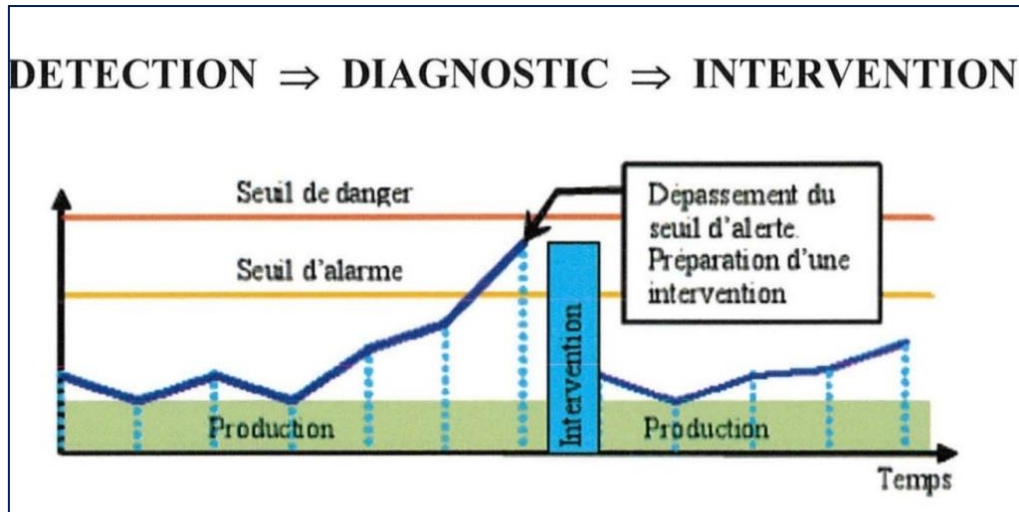 DETECTION ⇒ DIAGNOSTIC ⇒ INTERVENTION
Seuil de danger
Dépassement du
seuil d'alerte.
Préparation d'une
intervention
Seuil d'alarme
Intervention
Production
Production
Temps